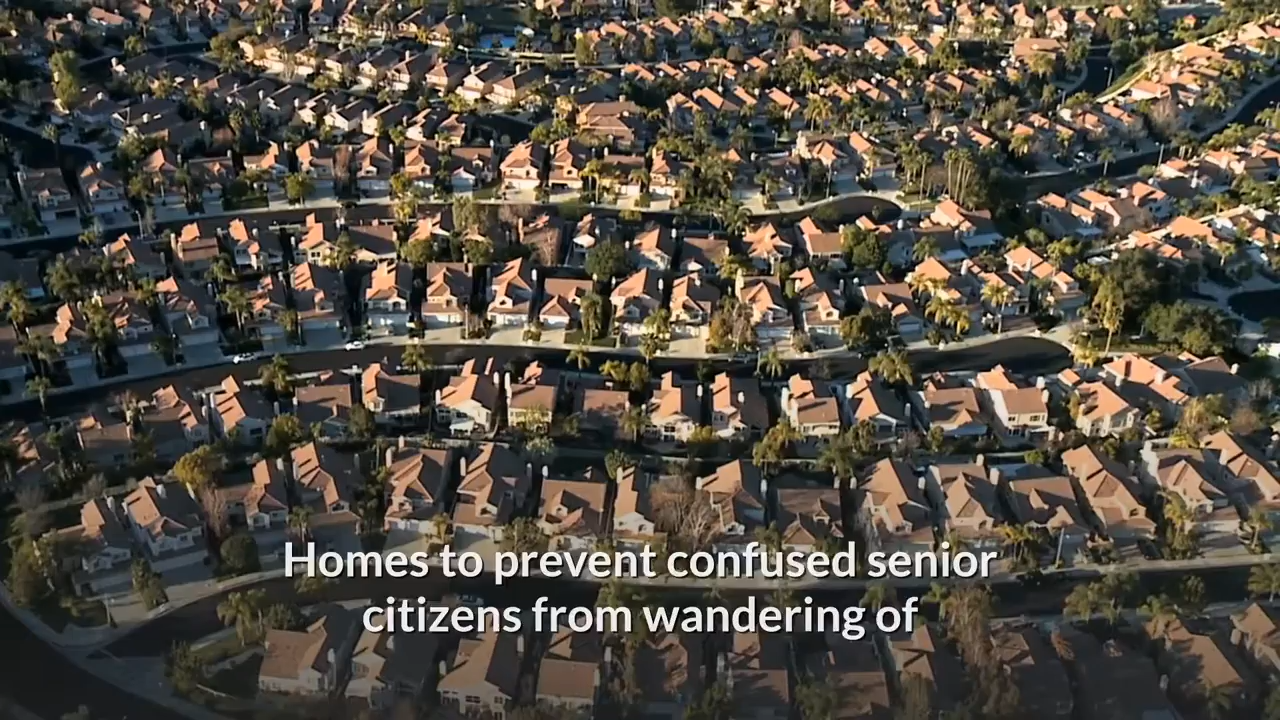 Homes to prevent confused senior
citizens from wandering of